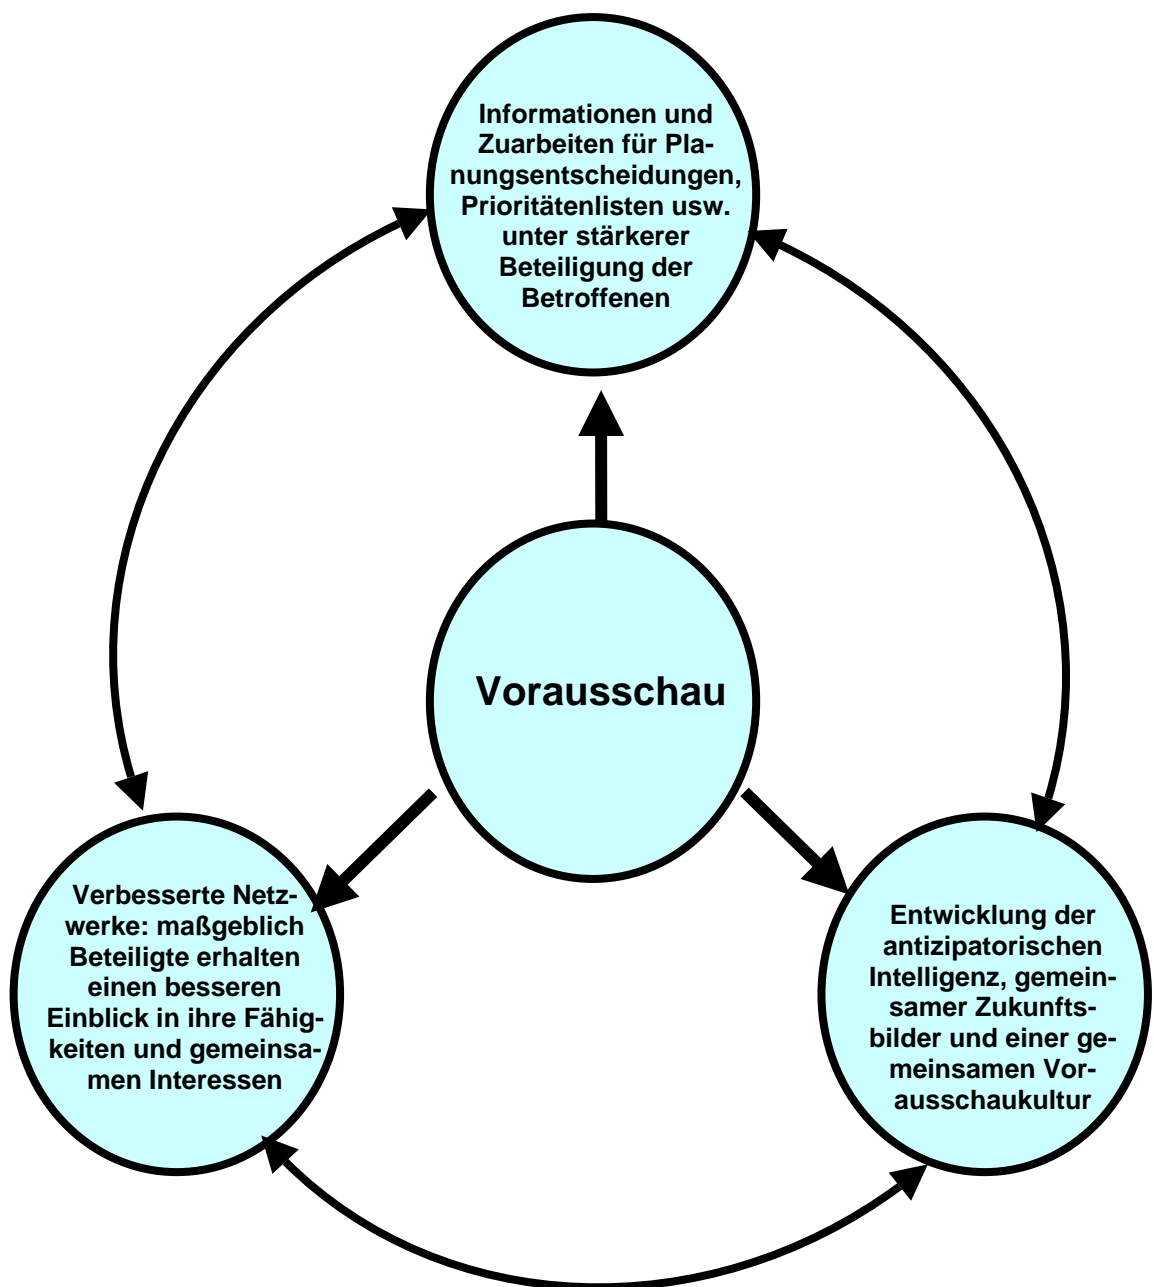 Informationen und
Zuarbeiten für Pla-
nungsentscheidungen,
Prioritätenlisten usw.
unter stärkerer
Beteiligung der
Betroffenen
Vorausschau
Verbesserte Netz-
werke: maßgeblich
Beteiligte erhalten
einen besseren
Einblick in ihre Fähig-
keiten und gemeinsa-
men Interessen
Entwicklung der
antizipatorischen
Intelligenz, gemein-
samer Zukunfts-
bilder und einer ge-
meinsamen Vor-
ausschaukultur